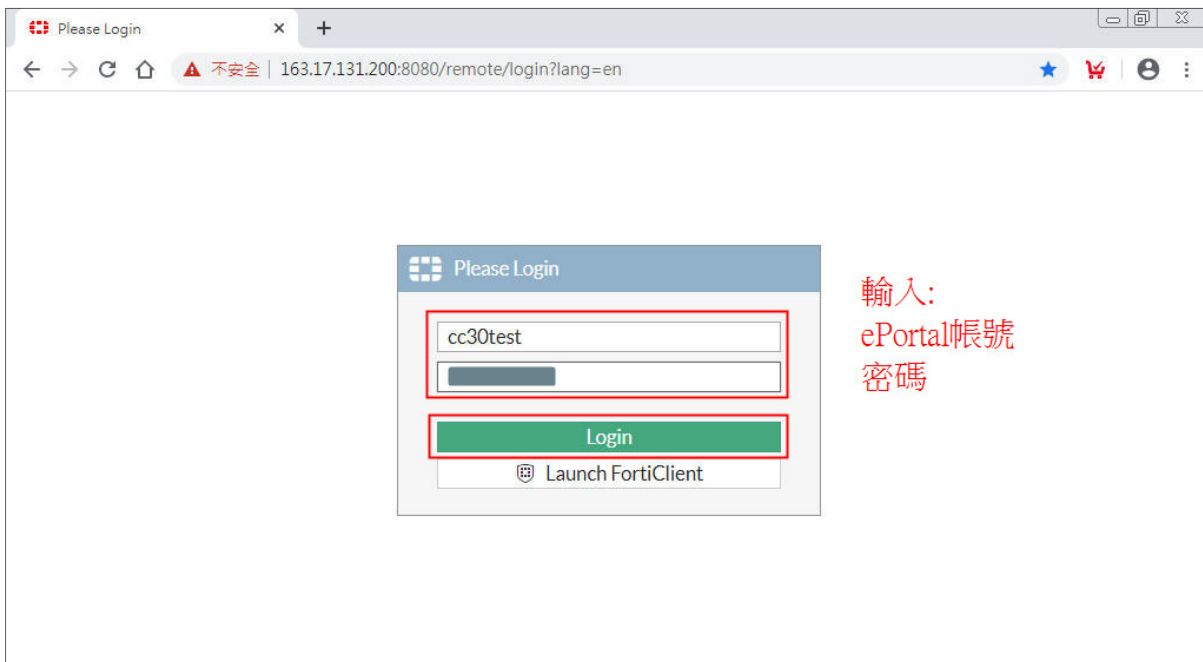 Please Login
不安全 | 163.17.131.200:8080/remote/login?lang=en
Please Login
cc30test
Login
Launch FortiClient
輸入:
ePortal帳號
密碼